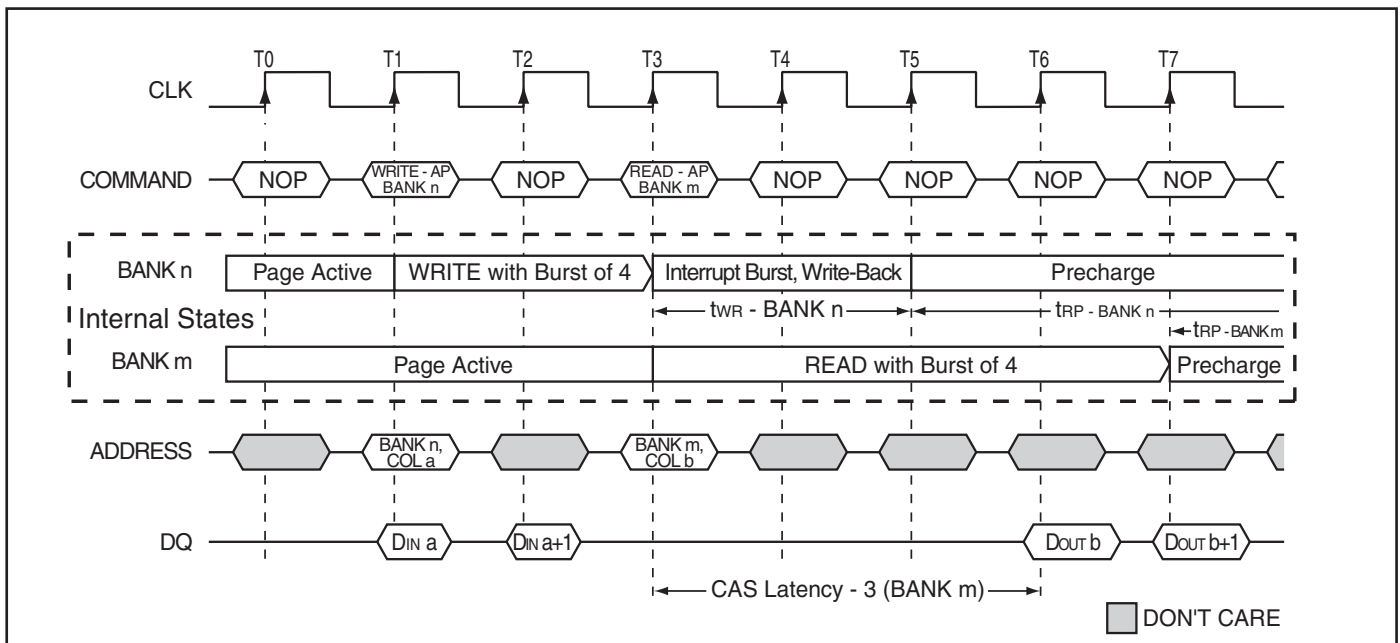 T0 T1 T2 T3 T4 T5 T6 T7
CLK
COMMAND NOP WRITE - AP BANK n NOP READ - AP BANK m NOP NOP NOP NOP
BANK n Page Active WRITE with Burst of 4 Interrupt Burst, Write-Back Precharge
tWR - BANK n tRP - BANK n
Internal States
tRP - BANK m
BANK m Page Active READ with Burst of 4 Precharge
ADDRESS BANK n, COL a BANK m, COL b
DQ DIN a DIN a+1 DOUT b DOUT b+1
CAS Latency - 3 (BANK m)
DON'T CARE